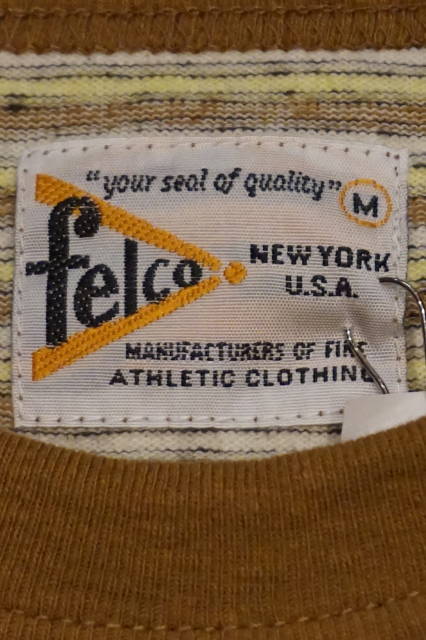 "your seal of quality"
M
felco
NEW YORK
U.S.A.
MANUFACTURERS OF FINE
ATHLETIC CLOTHING